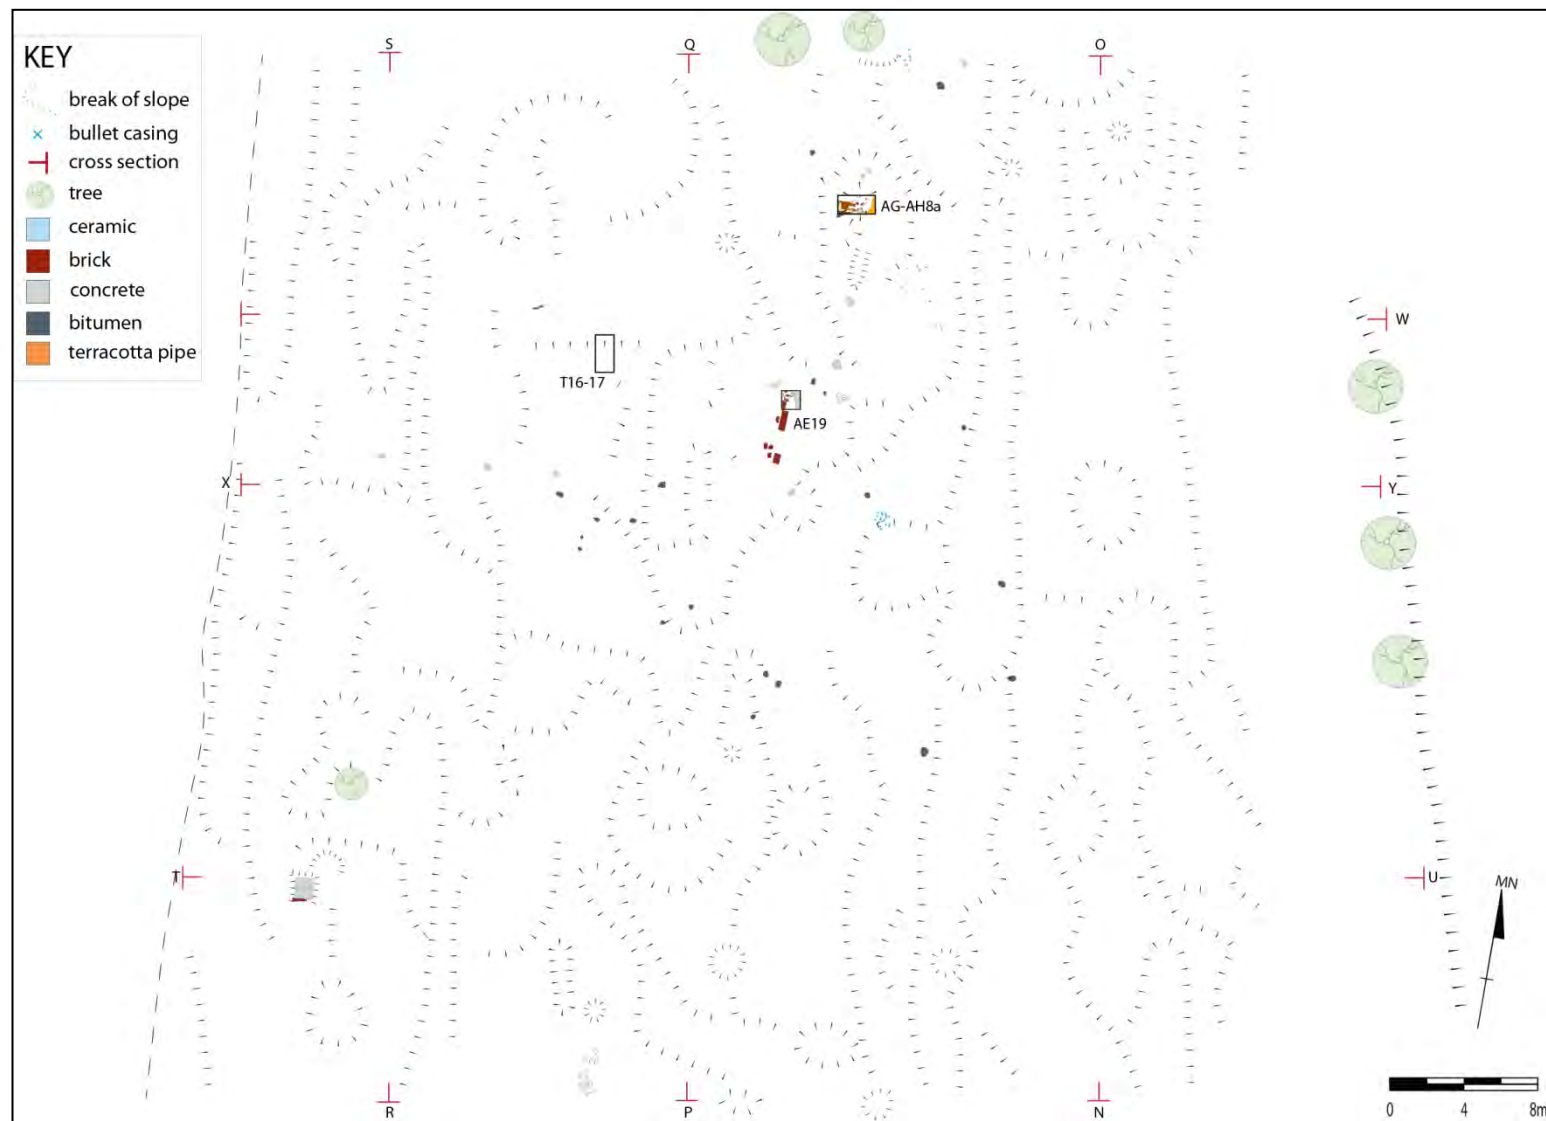 KEY
break of slope
bullet casing
cross section
tree
ceramic
brick
concrete
bitumen
terracotta pipe
S
Q
O
AG-AH8a
W
T16-17
AE19
X
Y
T
U
MN
R
P
N
0 4 8m